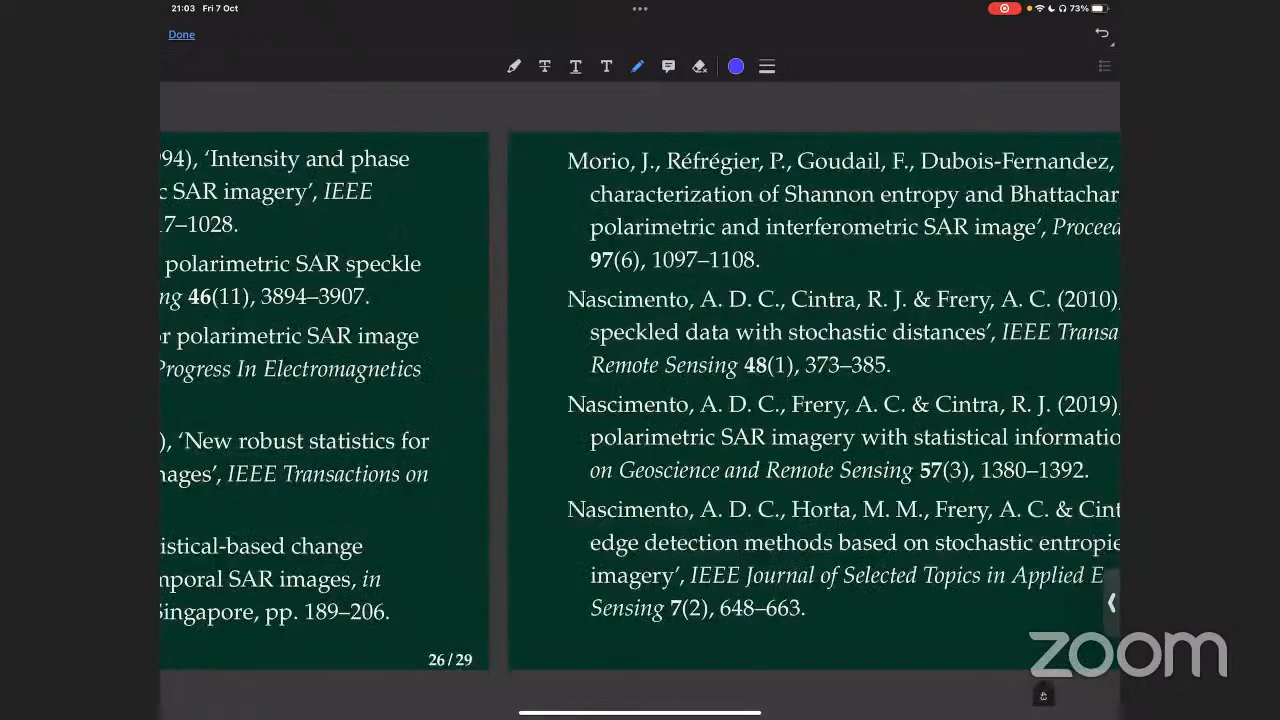 21:03 Fri 7 Oct
73%
Done
94), ‘Intensity and phase
c SAR imagery’, IEEE
17–1028.
polarimetric SAR speckle
ng 46(11), 3894–3907.
or polarimetric SAR image
Progress In Electromagnetics
), ‘New robust statistics for
mages’, IEEE Transactions on
istical-based change
mporal SAR images, in
Singapore, pp. 189–206.
26 / 29
Morio, J., Réfrégier, P., Goudail, F., Dubois-Fernandez,
characterization of Shannon entropy and Bhattachar
polarimetric and interferometric SAR image’, Proceed
97(6), 1097–1108.
Nascimento, A. D. C., Cintra, R. J. & Frery, A. C. (2010),
speckled data with stochastic distances’, IEEE Transa
Remote Sensing 48(1), 373–385.
Nascimento, A. D. C., Frery, A. C. & Cintra, R. J. (2019),
polarimetric SAR imagery with statistical informatio
on Geoscience and Remote Sensing 57(3), 1380–1392.
Nascimento, A. D. C., Horta, M. M., Frery, A. C. & Cint
edge detection methods based on stochastic entropie
imagery’, IEEE Journal of Selected Topics in Applied E
Sensing 7(2), 648–663.
zoom